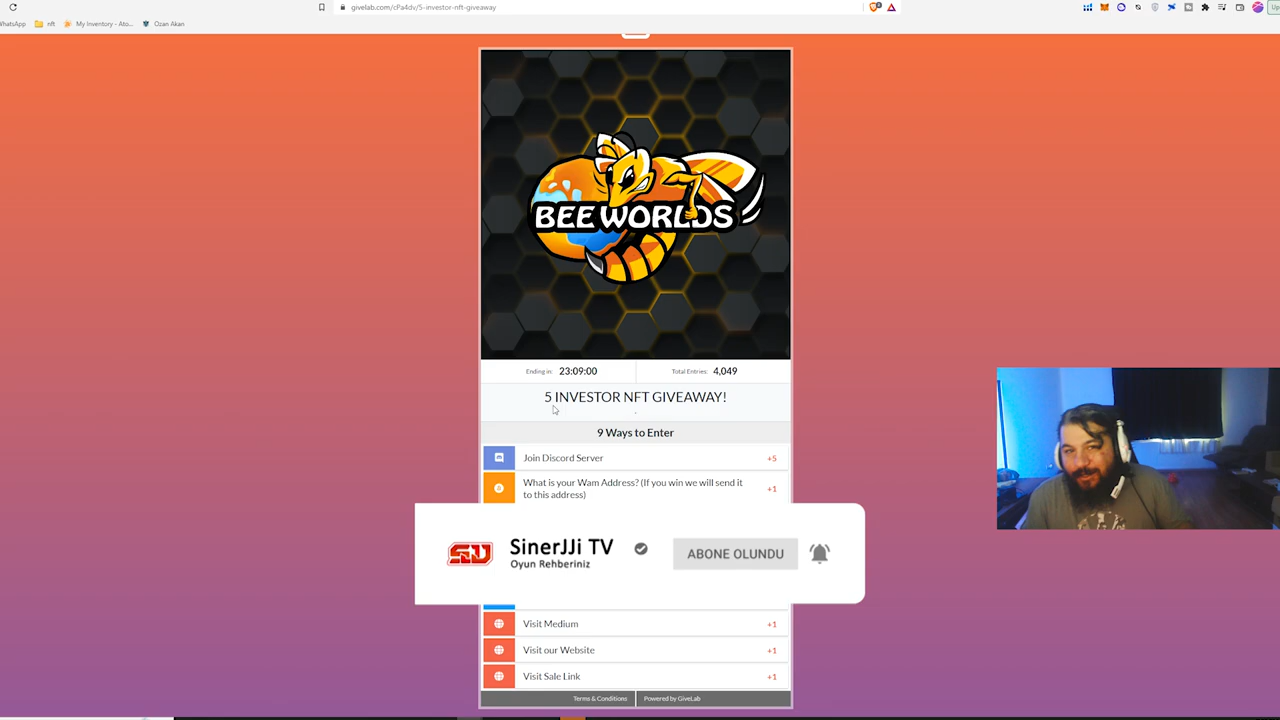 givelab.com/cPa4dv/5-investor-nft-giveaway
WhatsApp
nft
My Inventory - Ato...
Ozan Akan
BEE WORLDS
Ending in: 23:09:00
Total Entries: 4,049
5 INVESTOR NFT GIVEAWAY!
9 Ways to Enter
Join Discord Server +5
What is your Wam Address? (If you win we will send it
to this address) +1
SinerJJi TV
Oyun Rehberiniz
ABONE OLUNDU
Visit Medium +1
Visit our Website +1
Visit Sale Link +1
Terms & Conditions
Powered by GiveLab